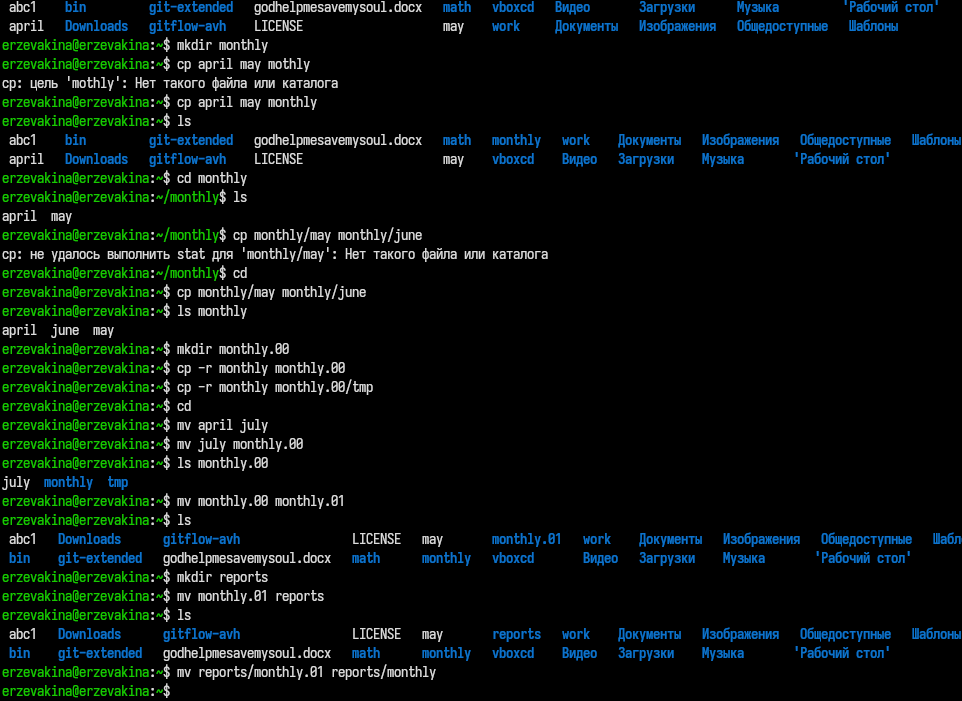 abc1 bin git-extended godhelpmesavemysoul.docx math vboxcd Видео Загрузки Музыка 'Рабочий стол'
april Downloads gitflow-avh LICENSE may work Документы Изображения Общедоступные Шаблоны
erzevakina@erzevakina:~$ mkdir monthly
erzevakina@erzevakina:~$ cp april may mothly
cp: цель 'mothly': Нет такого файла или каталога
erzevakina@erzevakina:~$ cp april may monthly
erzevakina@erzevakina:~$ ls
abc1 bin git-extended godhelpmesavemysoul.docx math monthly work Документы Изображения Общедоступные Шаблоны
april Downloads gitflow-avh LICENSE may vboxcd Видео Загрузки Музыка 'Рабочий стол'
erzevakina@erzevakina:~$ cd monthly
erzevakina@erzevakina:~/monthly$ ls
april may
erzevakina@erzevakina:~/monthly$ cp monthly/may monthly/june
cp: не удалось выполнить stat для 'monthly/may': Нет такого файла или каталога
erzevakina@erzevakina:~/monthly$ cd
erzevakina@erzevakina:~$ cp monthly/may monthly/june
erzevakina@erzevakina:~$ ls monthly
april june may
erzevakina@erzevakina:~$ mkdir monthly.00
erzevakina@erzevakina:~$ cp -r monthly monthly.00
erzevakina@erzevakina:~$ cp -r monthly monthly.00/tmp
erzevakina@erzevakina:~$ cd
erzevakina@erzevakina:~$ mv april july
erzevakina@erzevakina:~$ mv july monthly.00
erzevakina@erzevakina:~$ ls monthly.00
july monthly tmp
erzevakina@erzevakina:~$ mv monthly.00 monthly.01
erzevakina@erzevakina:~$ ls
abc1 Downloads gitflow-avh LICENSE may monthly.01 work Документы Изображения Общедоступные Шабл
bin git-extended godhelpmesavemysoul.docx math monthly vboxcd Видео Загрузки Музыка 'Рабочий стол'
erzevakina@erzevakina:~$ mkdir reports
erzevakina@erzevakina:~$ mv monthly.01 reports
erzevakina@erzevakina:~$ ls
abc1 Downloads gitflow-avh LICENSE may reports work Документы Изображения Общедоступные Шаблоны
bin git-extended godhelpmesavemysoul.docx math monthly vboxcd Видео Загрузки Музыка 'Рабочий стол'
erzevakina@erzevakina:~$ mv reports/monthly.01 reports/monthly
erzevakina@erzevakina:~$